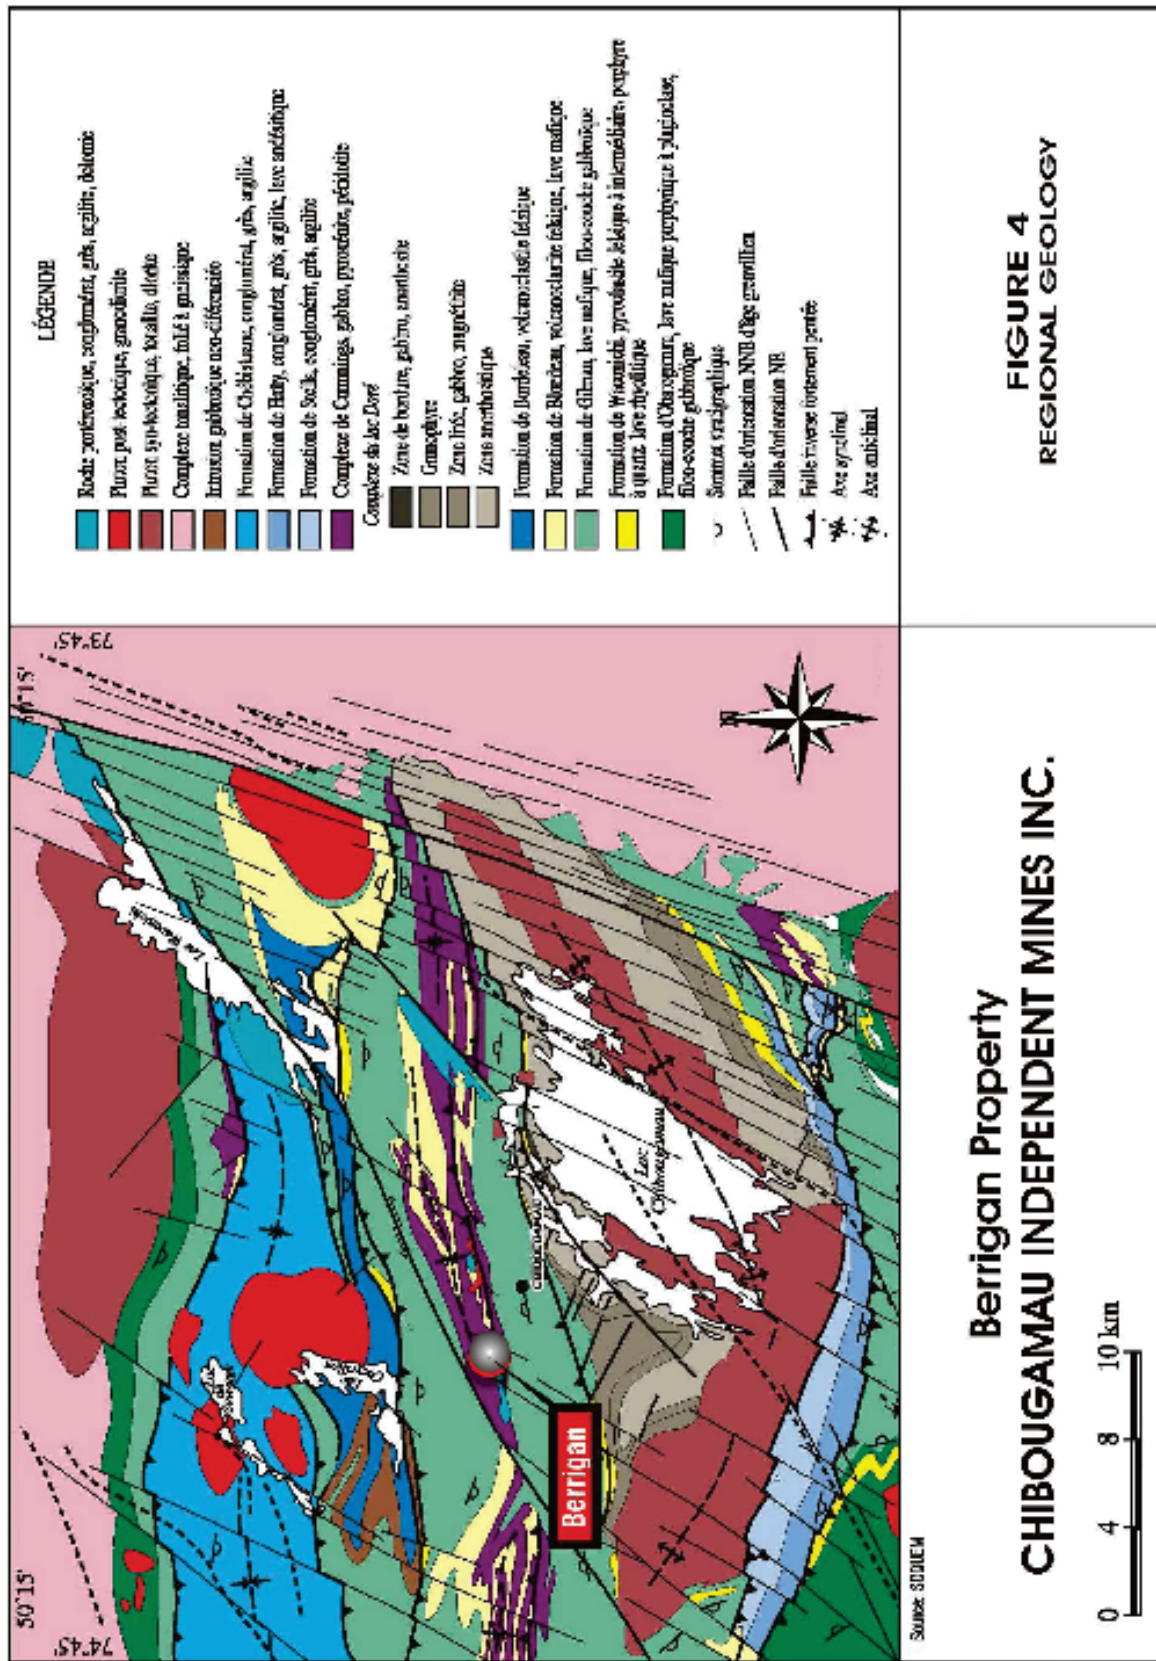 50°15'
74°45'
73°45'
Lac
Chibougamau
CHIBOUGAMAU
Berrigan
N
LÉGENDE
Roche protérozoïque, conglomérat, grès, argilite, dolomie
Pluton post-tectonique, granodiorite
Pluton syn-tectonique, tonalite, diorite
Complexe tonalitique, folié à gneissique
Intrusion gabbroïque non-différenciée
Formation de Chebistuane, conglomérat, grès, argilite
Formation de Haüy, conglomérat, grès, argilite, lave andésitique
Formation de Stella, conglomérat, grès, argilite
Complexe de Cummings, gabbro, pyroxénite, péridotite
Complexe du lac Doré
Zone de bordure, gabbro, anorthosite
Granophyre
Zone litée, gabbro, magnétite
Zone anorthositique
Formation de Bordeleau, volcanoclastite felsique
Formation de Blondeau, volcanoclastite felsique, lave mafique
Formation de Gilman, lave mafique, filon-couche gabbroïque
Formation de Waconichi, pyroclastite felsique à intermédiaire, porphyre
à quartz, lave rhyolitique
Formation d'Obatogamau, lave mafique porphyrique à plagioclase,
filon-couche gabbroïque
Sommet stratigraphique
Faille d'orientation NNE d'âge grenvillien
Faille d'orientation NE
Faille inverse fortement pentée
Axe synclinal
Axe anticlinal
Source: SOQUEM
Berrigan Property
CHIBOUGAMAU INDEPENDENT MINES INC.
0 4 8 10 km
FIGURE 4
REGIONAL GEOLOGY